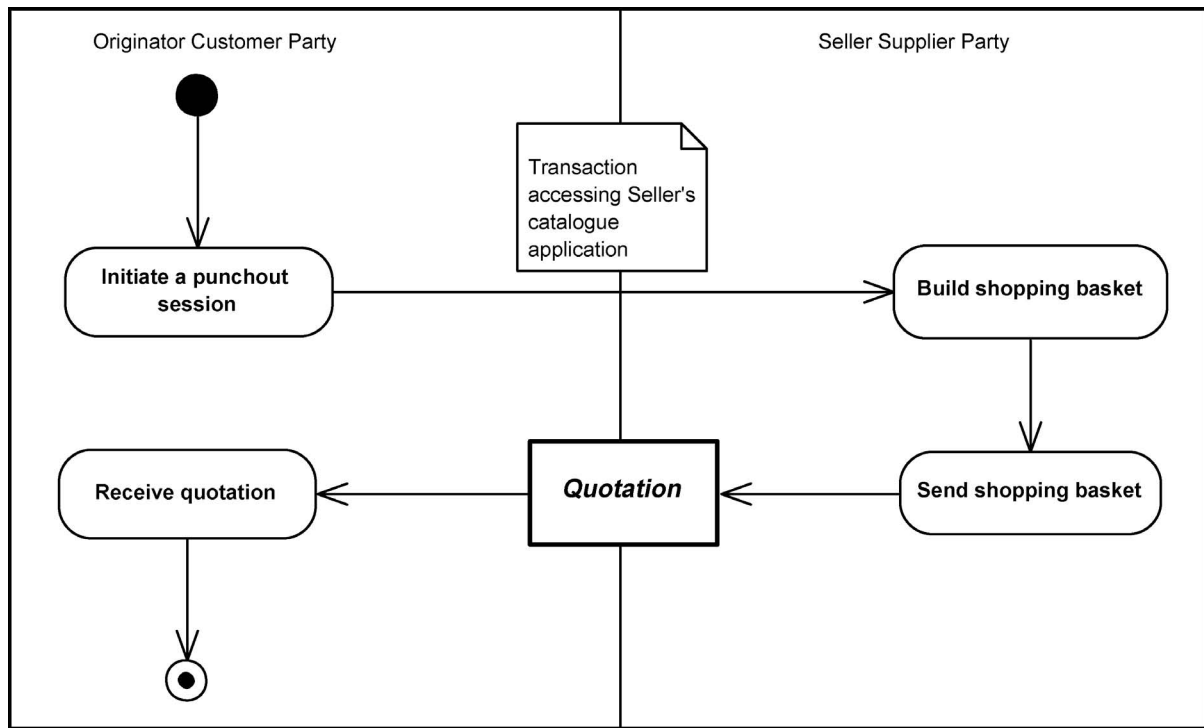 Originator Customer Party
Seller Supplier Party
Transaction
accessing Seller's
catalogue
application
Initiate a punchout
session
Build shopping basket
Receive quotation
Quotation
Send shopping basket